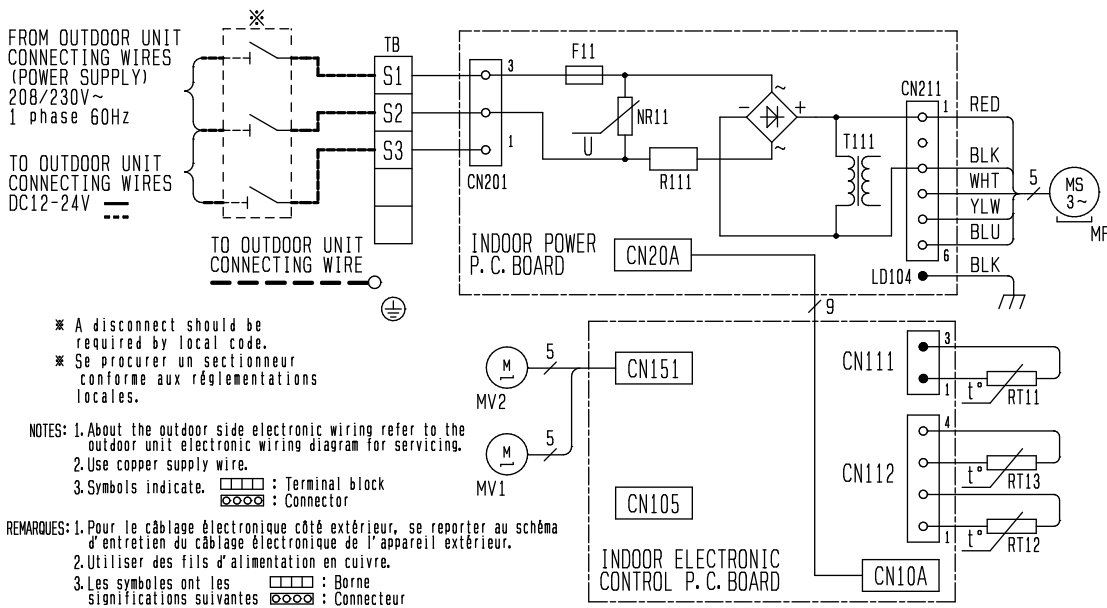 FROM OUTDOOR UNIT
CONNECTING WIRES
(POWER SUPPLY)
208/230V~
1 phase 60Hz
TO OUTDOOR UNIT
CONNECTING WIRES
DC12-24V
※
TB
S1
S2
S3
TO OUTDOOR UNIT
CONNECTING WIRE
3
1
CN201
F11
NR11
U
R111
~
− +
~
T111
INDOOR POWER
P.C.BOARD
CN20A
CN211
1
6
LD104
RED
BLK
WHT
YLW
BLU
BLK
5
MS
3~
MF
9
※ A disconnect should be
required by local code.
※ Se procurer un sectionneur
conforme aux réglementations
locales.
NOTES: 1. About the outdoor side electronic wiring refer to the
outdoor unit electronic wiring diagram for servicing.
2. Use copper supply wire.
3. Symbols indicate. : Terminal block
: Connector
REMARQUES: 1. Pour le câblage électronique côté extérieur, se reporter au schéma
d'entretien du câblage électronique de l'appareil extérieur.
2. Utiliser des fils d'alimentation en cuivre.
3. Les symboles ont les : Borne
significations suivantes : Connecteur
M
5
MV2
M
5
MV1
CN151
CN105
INDOOR ELECTRONIC
CONTROL P.C.BOARD
CN10A
CN111
3
1
t°
RT11
CN112
4
1
t°
RT13
t°
RT12